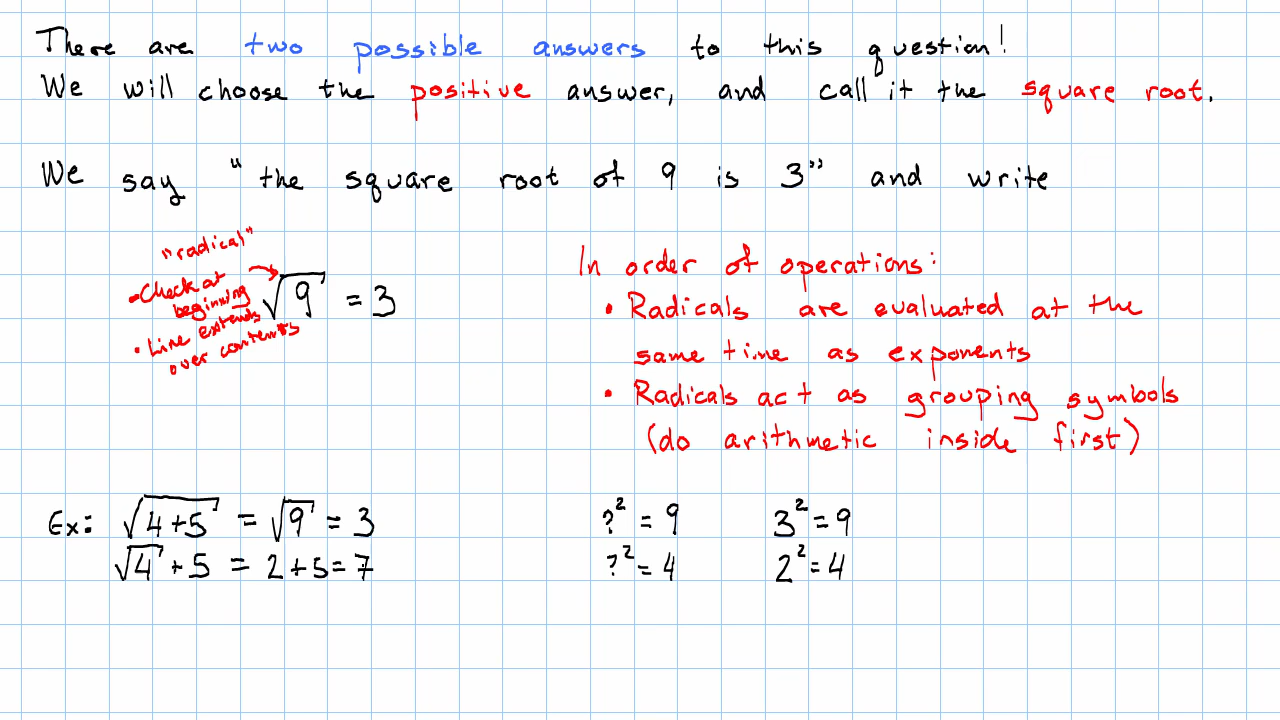 There are two possible answers to this question!
We will choose the positive answer, and call it the square root.
We say "the square root of 9 is 3" and write
"radical"
• Check at
beginning
• Line extends
over contents
√9 = 3
In order of operations:
• Radicals are evaluated at the
same time as exponents
• Radicals act as grouping symbols
(do arithmetic inside first)
Ex: √(4+5) = √9 = 3
√4 + 5 = 2 + 5 = 7
?² = 9
?² = 4
3² = 9
2² = 4